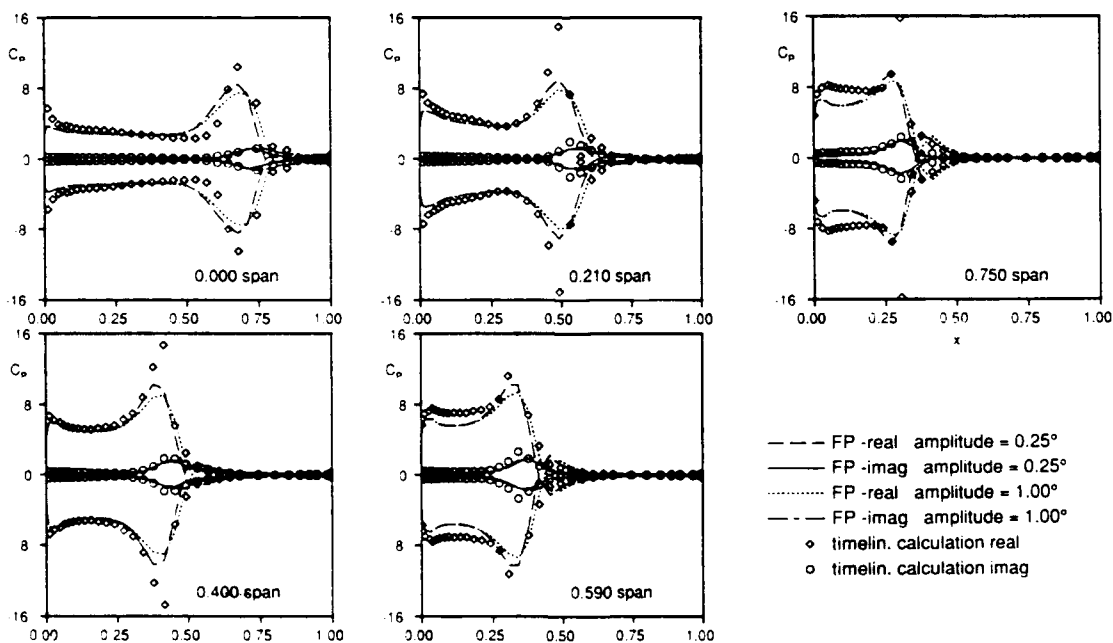 16
C_p
8
0
-8
-16
0.000 span
0.00 0.25 0.50 0.75 1.00
16
C_p
8
0
-8
-16
0.210 span
0.00 0.25 0.50 0.75 1.00
16
C_p
8
0
-8
-16
0.750 span
0.00 0.25 0.50 0.75 1.00
x
16
C_p
8
0
8
-16
0.400 span
0.00 0.25 0.50 0.75 1.00
16
C_p
8
0
8
-16
0.590 span
0.00 0.25 0.50 0.75 1.00
FP -real amplitude = 0.25°
FP -imag amplitude = 0.25°
FP -real amplitude = 1.00°
FP -imag amplitude = 1.00°
timelin. calculation real
timelin. calculation imag